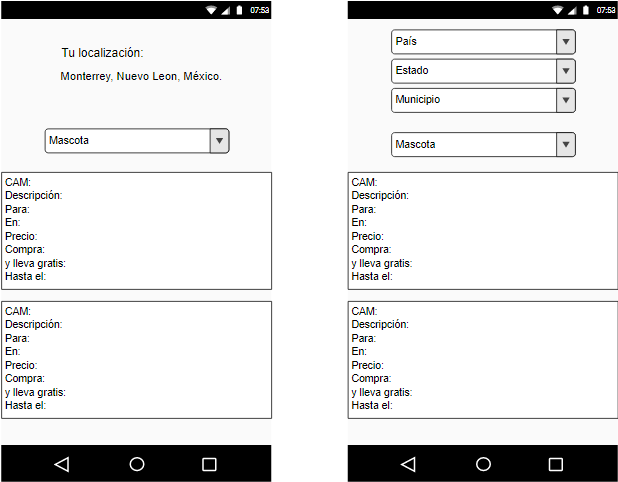 07:53
Tu localización:
Monterrey, Nuevo Leon, México.
Mascota
CAM:
Descripción:
Para:
En:
Precio:
Compra:
y lleva gratis:
Hasta el:
CAM:
Descripción:
Para:
En:
Precio:
Compra:
y lleva gratis:
Hasta el:
07:53
País
Estado
Municipio
Mascota
CAM:
Descripción:
Para:
En:
Precio:
Compra:
y lleva gratis:
Hasta el:
CAM:
Descripción:
Para:
En:
Precio:
Compra:
y lleva gratis:
Hasta el: